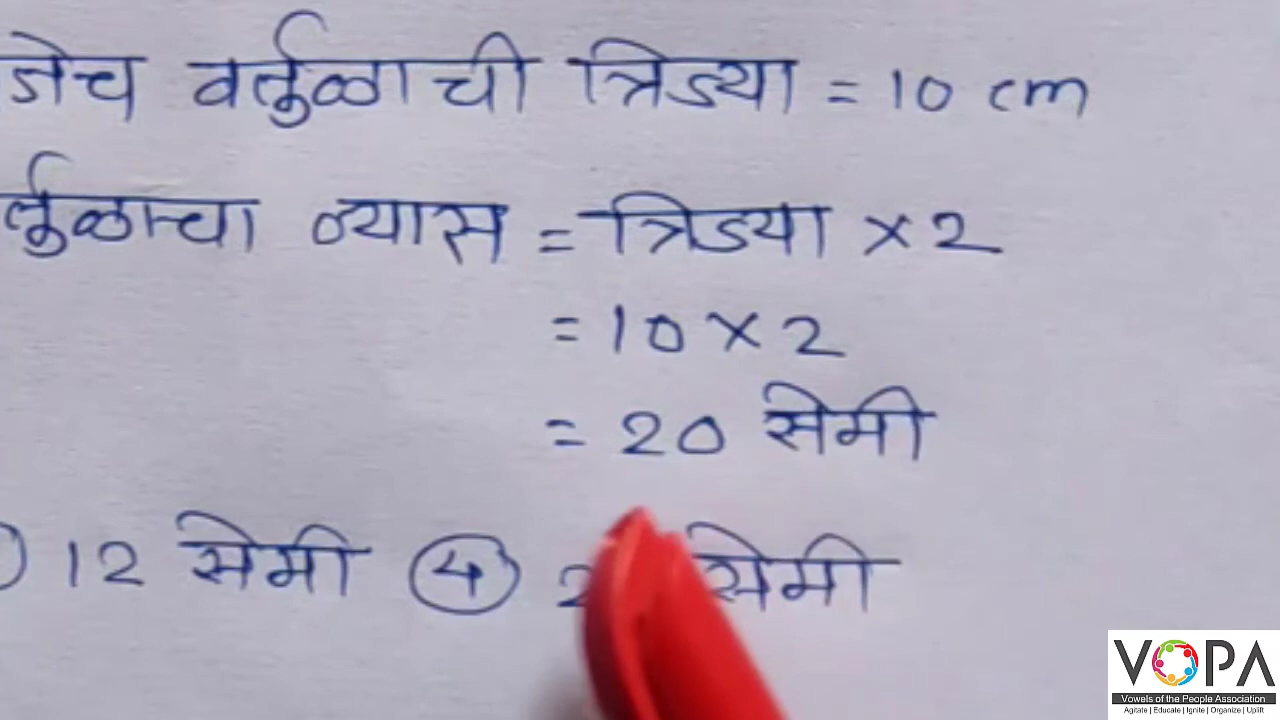 जेच वर्तुळाची त्रिज्या = 10 cm
र्तुळाचा व्यास = त्रिज्या × 2
= 10 × 2
= 20 सेमी
) 12 सेमी ④ 2 सेमी
VOPA
Vowels of the People Association
Agitate | Educate | Ignite | Organize | Uplift